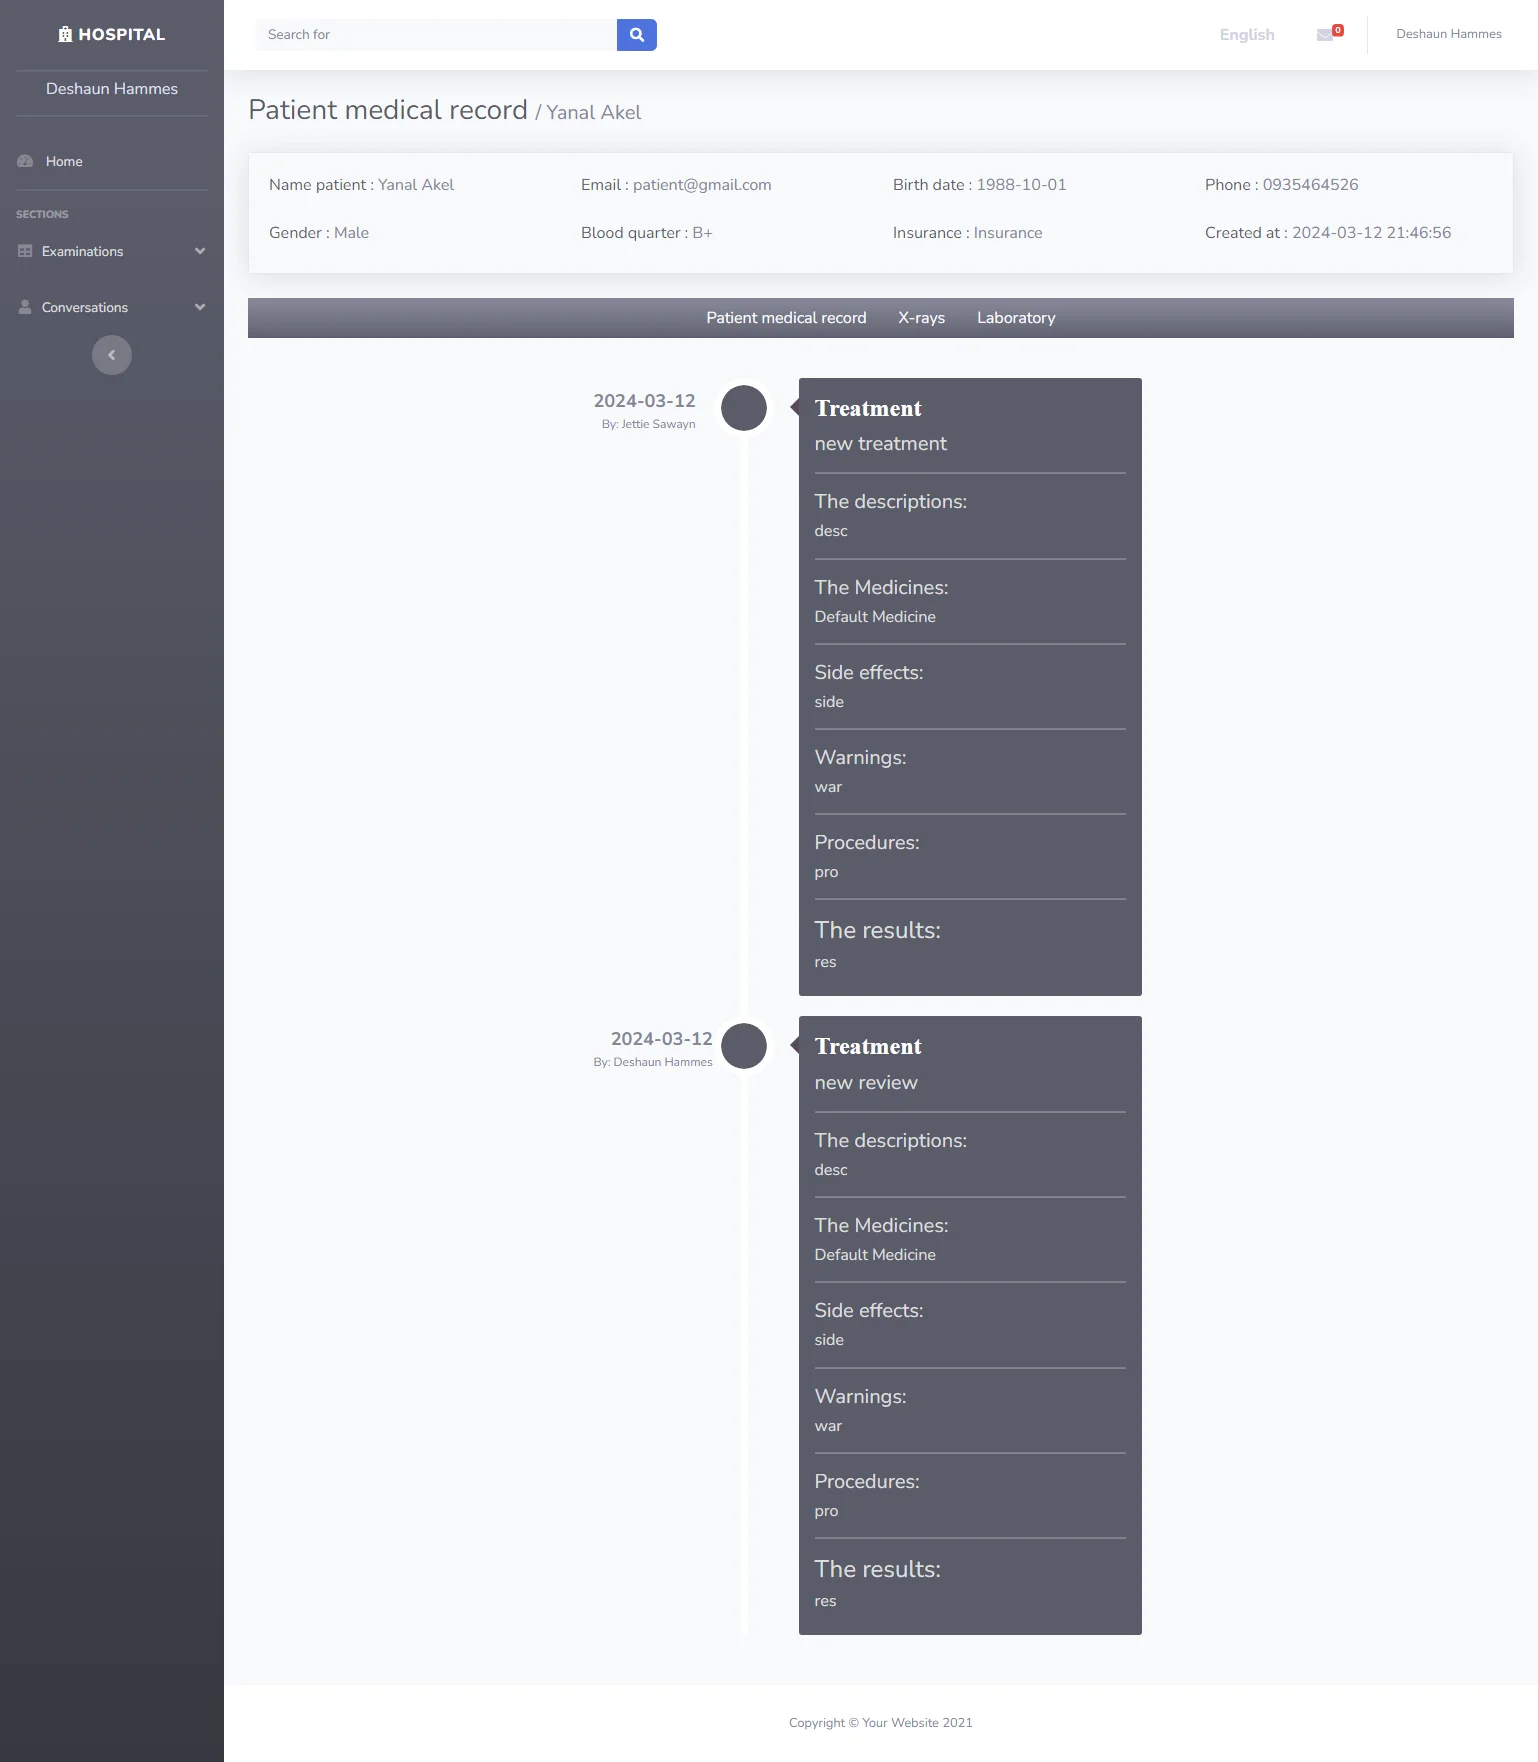 HOSPITAL
Deshaun Hammes
Home
SECTIONS
Examinations
Conversations
Search for
English
0
Deshaun Hammes
Patient medical record / Yanal Akel
Name patient : Yanal Akel
Email : patient@gmail.com
Birth date : 1988-10-01
Phone : 0935464526
Gender : Male
Blood quarter : B+
Insurance : Insurance
Created at : 2024-03-12 21:46:56
Patient medical record
X-rays
Laboratory
2024-03-12
By: Jettie Sawayn
Treatment
new treatment
The descriptions:
desc
The Medicines:
Default Medicine
Side effects:
side
Warnings:
war
Procedures:
pro
The results:
res
2024-03-12
By: Deshaun Hammes
Treatment
new review
The descriptions:
desc
The Medicines:
Default Medicine
Side effects:
side
Warnings:
war
Procedures:
pro
The results:
res
Copyright © Your Website 2021